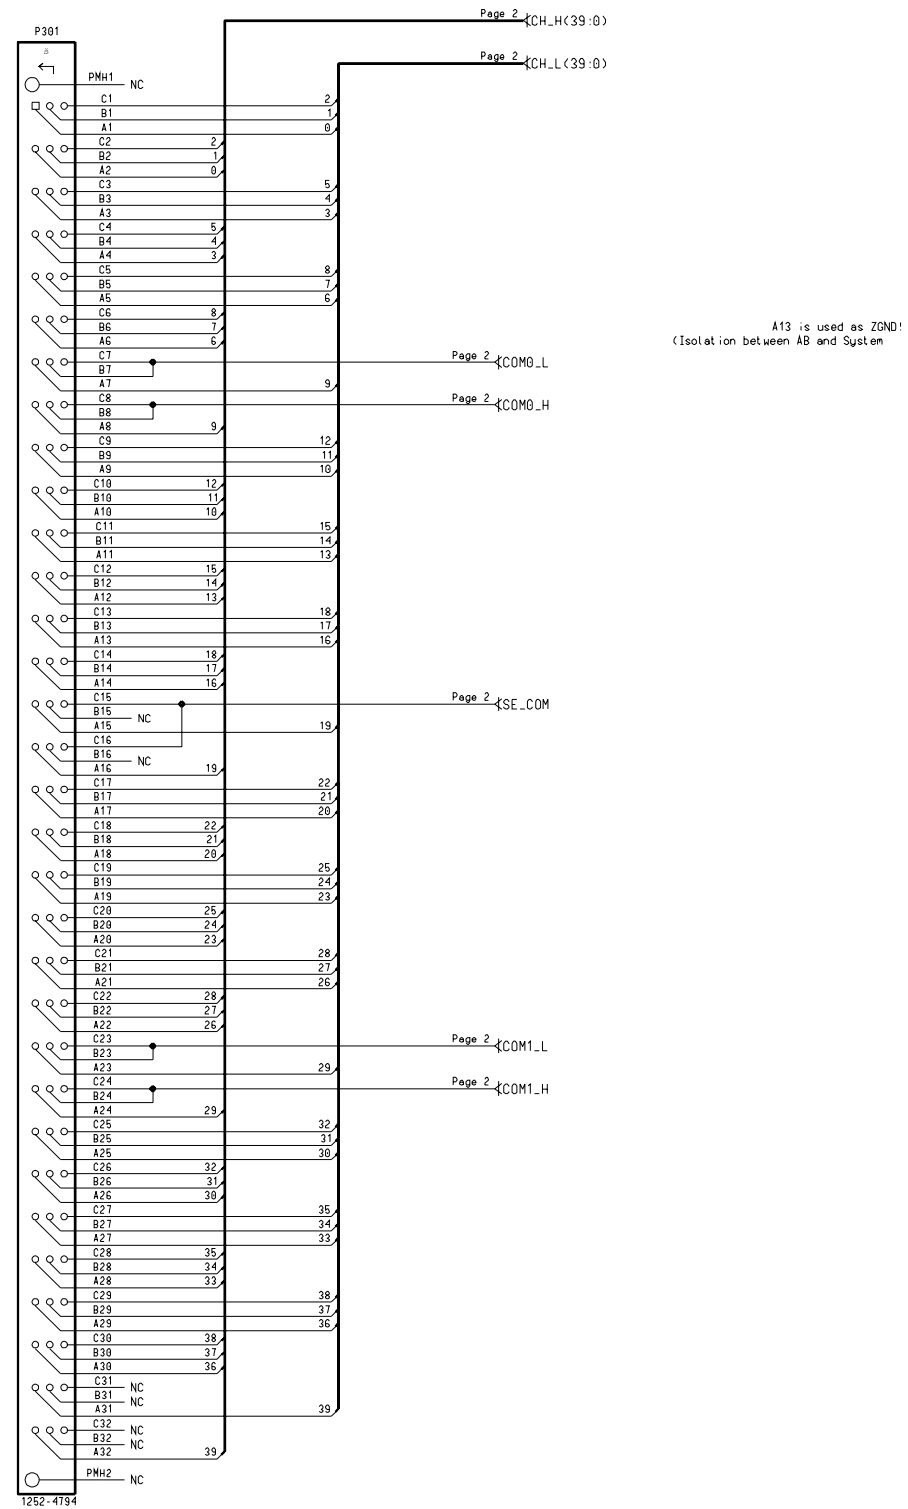 Page 2 CH_H(39:0)
P301
Page 2 CH_L(39:0)
PMH1 NC
C1 2
B1 1
A1 0
C2 2
B2 1
A2 0
C3 5
B3 4
A3 3
C4 5
B4 4
A4 3
C5 8
B5 7
A5 6
C6 8
B6 7
A6 6
A13 is used as ZGND!
(Isolation between AB and System
C7 Page 2 COM0_L
B7
A7 9
C8 Page 2 COM0_H
B8
A8 9
C9 12
B9 11
A9 10
C10 12
B10 11
A10 10
C11 15
B11 14
A11 13
C12 15
B12 14
A12 13
C13 18
B13 17
A13 16
C14 18
B14 17
A14 16
C15 Page 2 SE_COM
B15 NC
A15 19
C16
B16 NC
A16 19
C17 22
B17 21
A17 20
C18 22
B18 21
A18 20
C19 25
B19 24
A19 23
C20 25
B20 24
A20 23
C21 28
B21 27
A21 26
C22 28
B22 27
A22 26
C23 Page 2 COM1_L
B23
A23 29
C24 Page 2 COM1_H
B24
A24 29
C25 32
B25 31
A25 30
C26 32
B26 31
A26 30
C27 35
B27 34
A27 33
C28 35
B28 34
A28 33
C29 38
B29 37
A29 36
C30 38
B30 37
A30 36
C31 NC
B31 NC
A31 39
C32 NC
B32 NC
A32 39
PMH2 NC
1252-4794